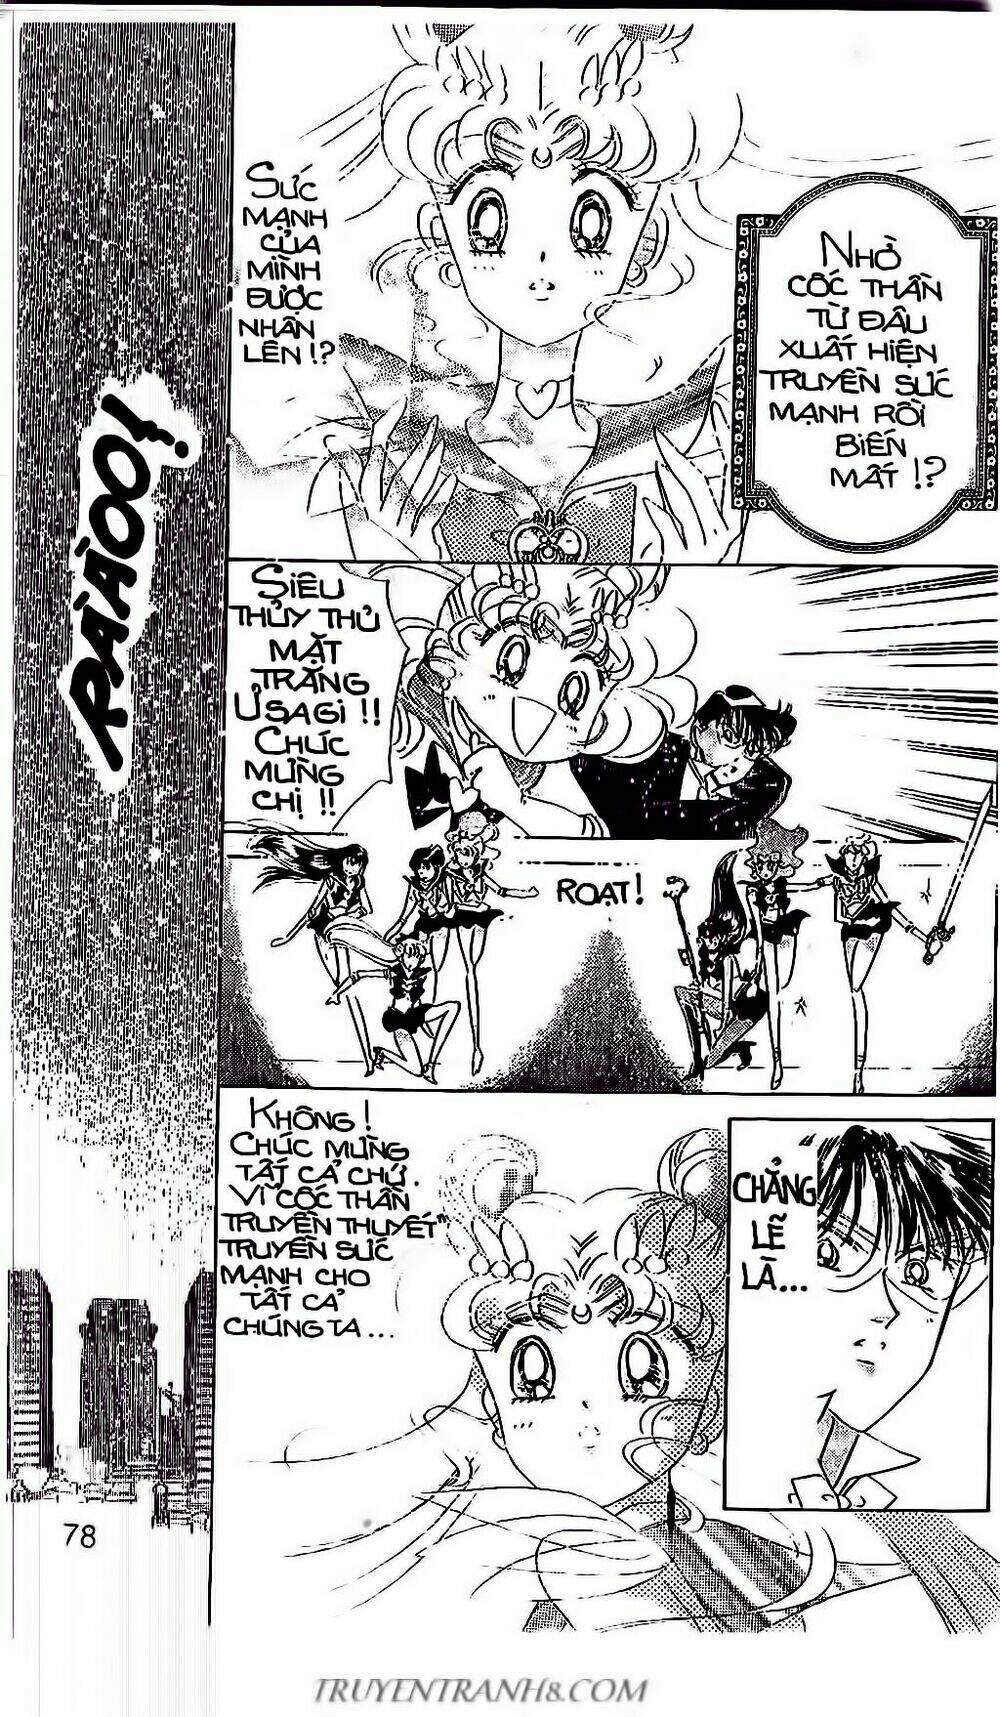 SỨC
MẠNH
CỦA
MÌNH
ĐƯỢC
NHÂN
LÊN !?
NHỜ
CỐC THẦN
TỪ ĐÂU
XUẤT HIỆN
TRUYỀN SỨC
MẠNH RỒI
BIẾN
MẤT !?
RÁÀOO!
SIÊU
THỦY THỦ
MẶT
TRĂNG
USAGI !!
CHÚC
MỪNG
CHỊ !!
ROẠT!
KHÔNG !
CHÚC MỪNG
TẤT CẢ CHỨ.
VÌ CỐC THẦN
TRUYỀN THUYẾT
TRUYỀN SỨC
MẠNH CHO
TẤT CẢ
CHÚNG TA ...
CHẲNG
LẼ
LÀ...
78
TRUYENTRANH8.COM